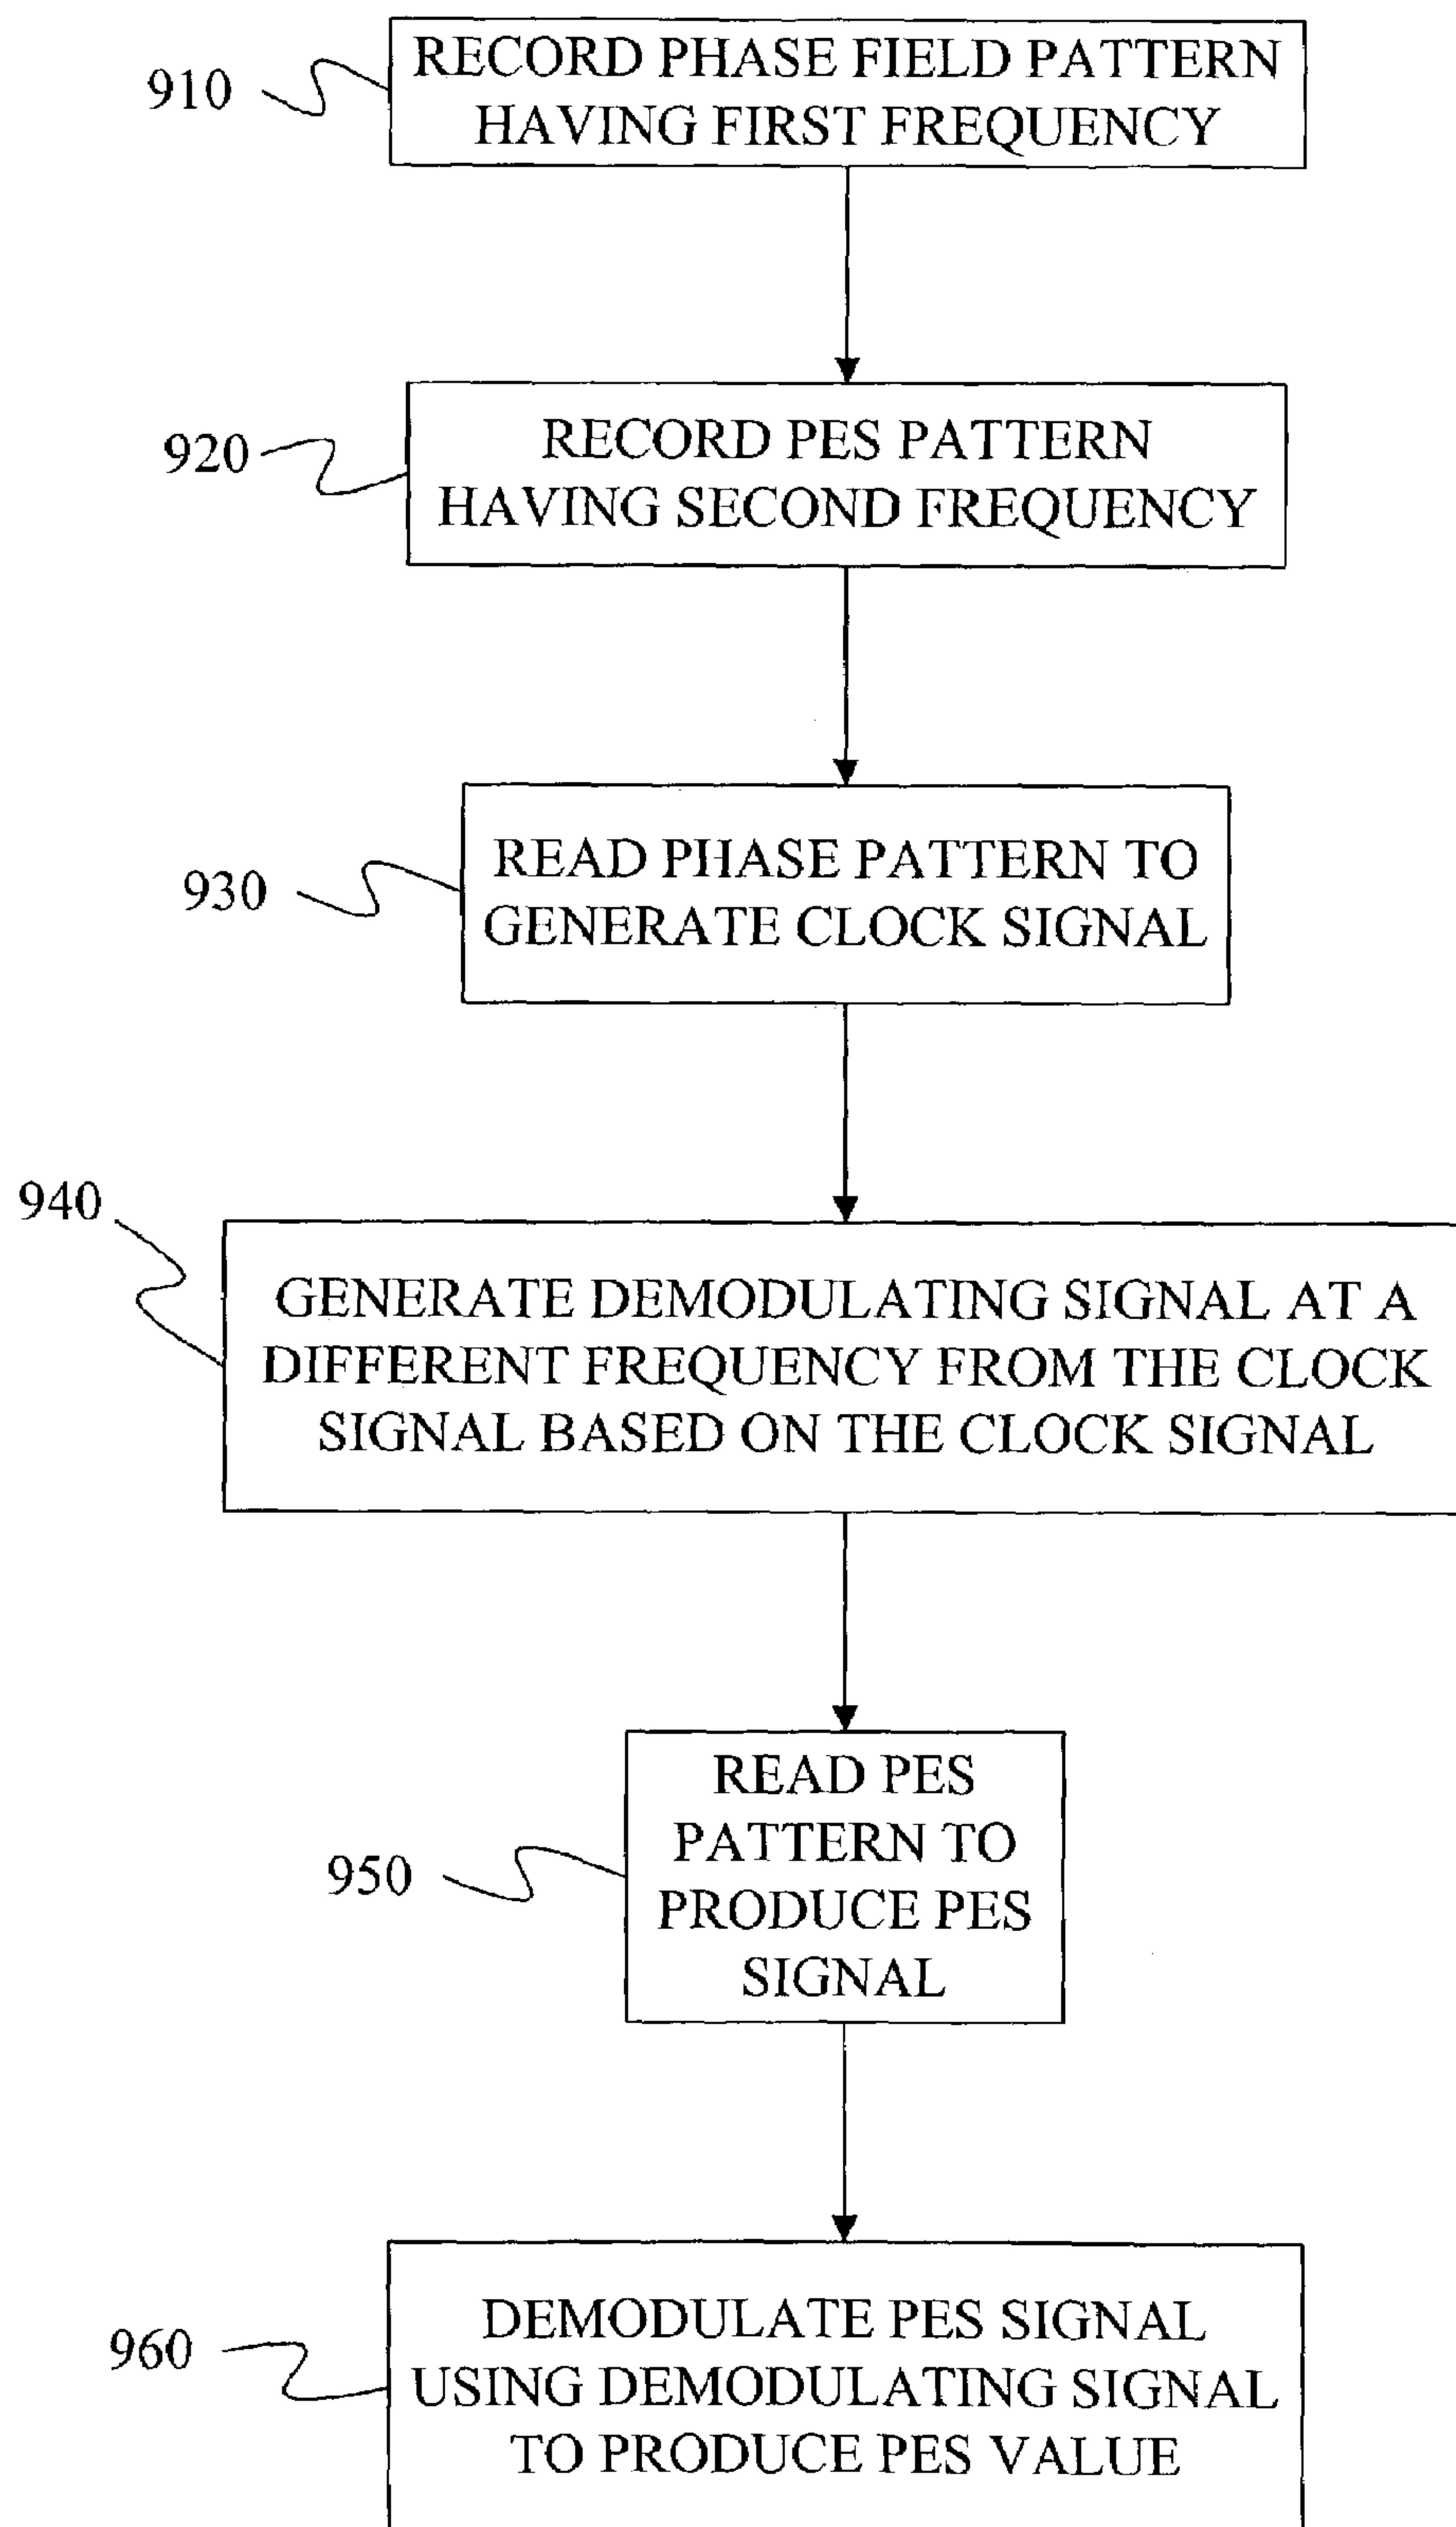 910
RECORD PHASE FIELD PATTERN
HAVING FIRST FREQUENCY
920
RECORD PES PATTERN
HAVING SECOND FREQUENCY
930
READ PHASE PATTERN TO
GENERATE CLOCK SIGNAL
940
GENERATE DEMODULATING SIGNAL AT A
DIFFERENT FREQUENCY FROM THE CLOCK
SIGNAL BASED ON THE CLOCK SIGNAL
950
READ PES
PATTERN TO
PRODUCE PES
SIGNAL
960
DEMODULATE PES SIGNAL
USING DEMODULATING SIGNAL
TO PRODUCE PES VALUE